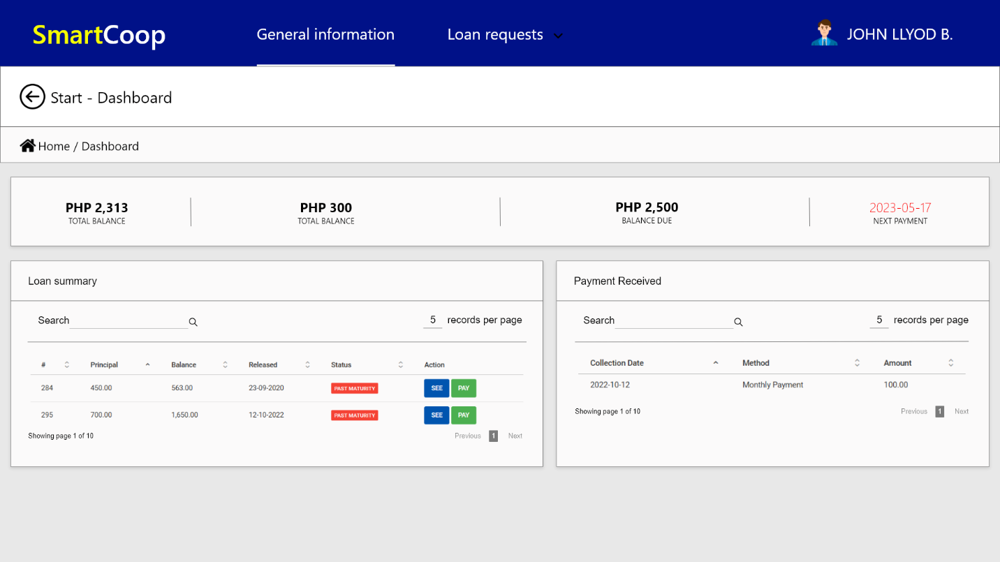 SmartCoop General information Loan requests JOHN LLYOD B.
Start - Dashboard
Home / Dashboard
PHP 2,313 PHP 300 PHP 2,500 2023-05-17
TOTAL BALANCE TOTAL BALANCE BALANCE DUE NEXT PAYMENT
Loan summary
Search 5 records per page
# Principal Balance Released Status Action
284 450.00 563.00 23-09-2020 PAST MATURITY SEE PAY
295 700.00 1,650.00 12-10-2022 PAST MATURITY SEE PAY
Showing page 1 of 10 Previous 1 Next
Payment Received
Search 5 records per page
Collection Date Method Amount
2022-10-12 Monthly Payment 100.00
Showing page 1 of 10 Previous 1 Next